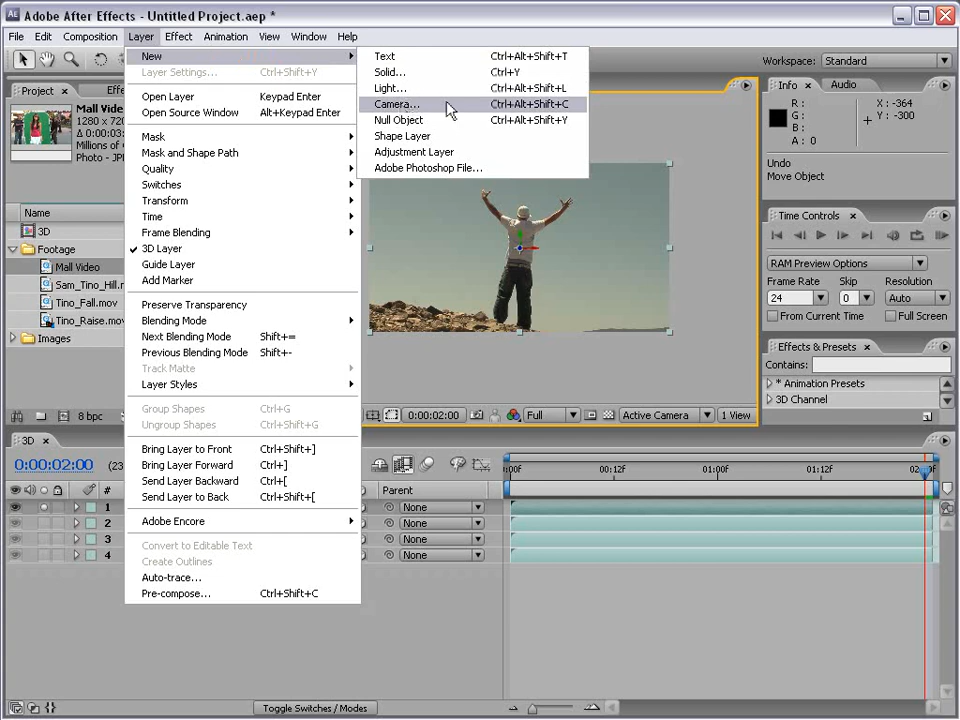 Adobe After Effects - Untitled Project.aep *
File Edit Composition Layer Effect Animation View Window Help
Workspace: Standard
Project
Mall Video
1280 x 720
Millions of
Photo - JP
Name
3D
Footage
Mall Video
Sam_Tino_Hill.
Tino_Fall.mov
Tino_Raise.mov
Images
8 bpc
New
Layer Settings... Ctrl+Shift+Y
Open Layer Keypad Enter
Open Source Window Alt+Keypad Enter
Mask
Mask and Shape Path
Quality
Switches
Transform
Time
Frame Blending
3D Layer
Guide Layer
Add Marker
Preserve Transparency
Blending Mode
Next Blending Mode Shift+=
Previous Blending Mode Shift+-
Track Matte
Layer Styles
Group Shapes Ctrl+G
Ungroup Shapes Ctrl+Shift+G
Bring Layer to Front Ctrl+Shift+]
Bring Layer Forward Ctrl+]
Send Layer Backward Ctrl+[
Send Layer to Back Ctrl+Shift+[
Adobe Encore
Convert to Editable Text
Create Outlines
Auto-trace...
Pre-compose... Ctrl+Shift+C
Text Ctrl+Alt+Shift+T
Solid... Ctrl+Y
Light... Ctrl+Alt+Shift+L
Camera... Ctrl+Alt+Shift+C
Null Object Ctrl+Alt+Shift+Y
Shape Layer
Adjustment Layer
Adobe Photoshop File...
0:00:02:00 Full Active Camera 1 View
Info Audio
R : X : -364
G : Y : -300
B :
A : 0
Undo
Move Object
Time Controls
RAM Preview Options
Frame Rate Skip Resolution
24 0 Auto
From Current Time Full Screen
Effects & Presets
Contains:
* Animation Presets
3D Channel
3D
0:00:02:00 (23
# Parent
:00f 00:12f 01:00f 01:12f
1 None
2 None
3 None
4 None
Toggle Switches / Modes